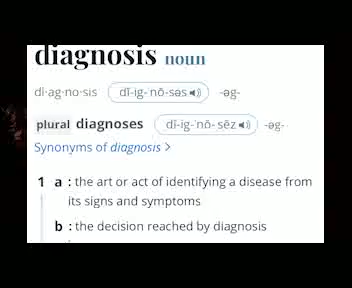 diagnosis noun
di·ag·no·sis dī-ig-ˈnō-səs -əg-
plural diagnoses dī-ig-ˈnō-ˌsēz -əg-
Synonyms of diagnosis >
1 a : the art or act of identifying a disease from
its signs and symptoms
b : the decision reached by diagnosis